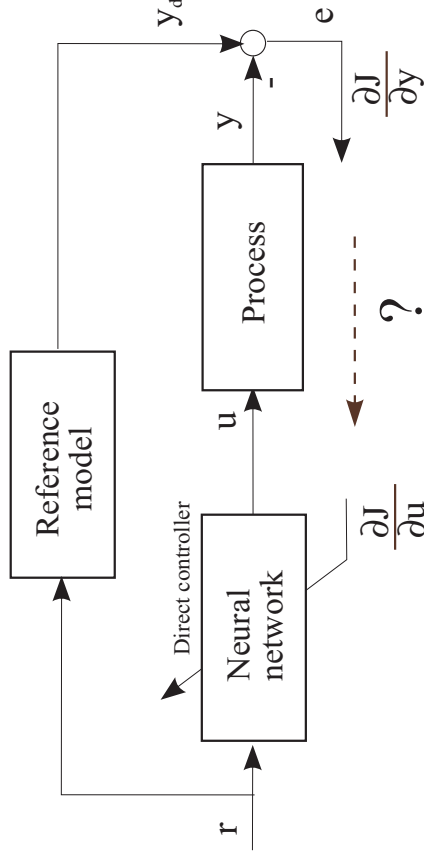 Reference
model
y_d
e
r
Direct controller
Neural
network
u
Process
y
-
∂J
∂y
∂J
∂u
?